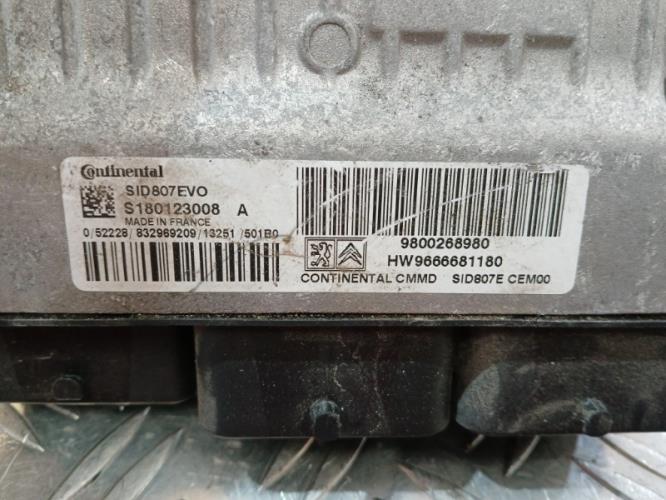 Continental
SID807EVO
S180123008 A
MADE IN FRANCE
0/52228/832969209/13251/501B0
9800268980
HW9666681180
CONTINENTAL CMMD SID807E CEM00